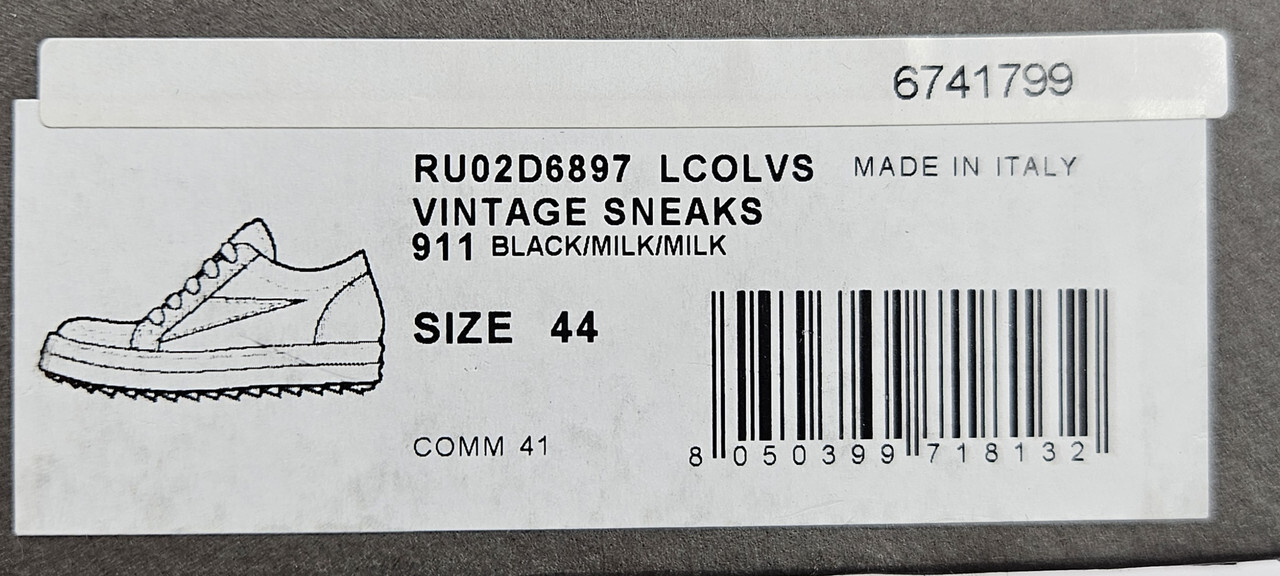 6741799
RU02D6897 LCOLVS MADE IN ITALY
VINTAGE SNEAKS
911 BLACK/MILK/MILK
SIZE 44
COMM 41
8 050399 718132